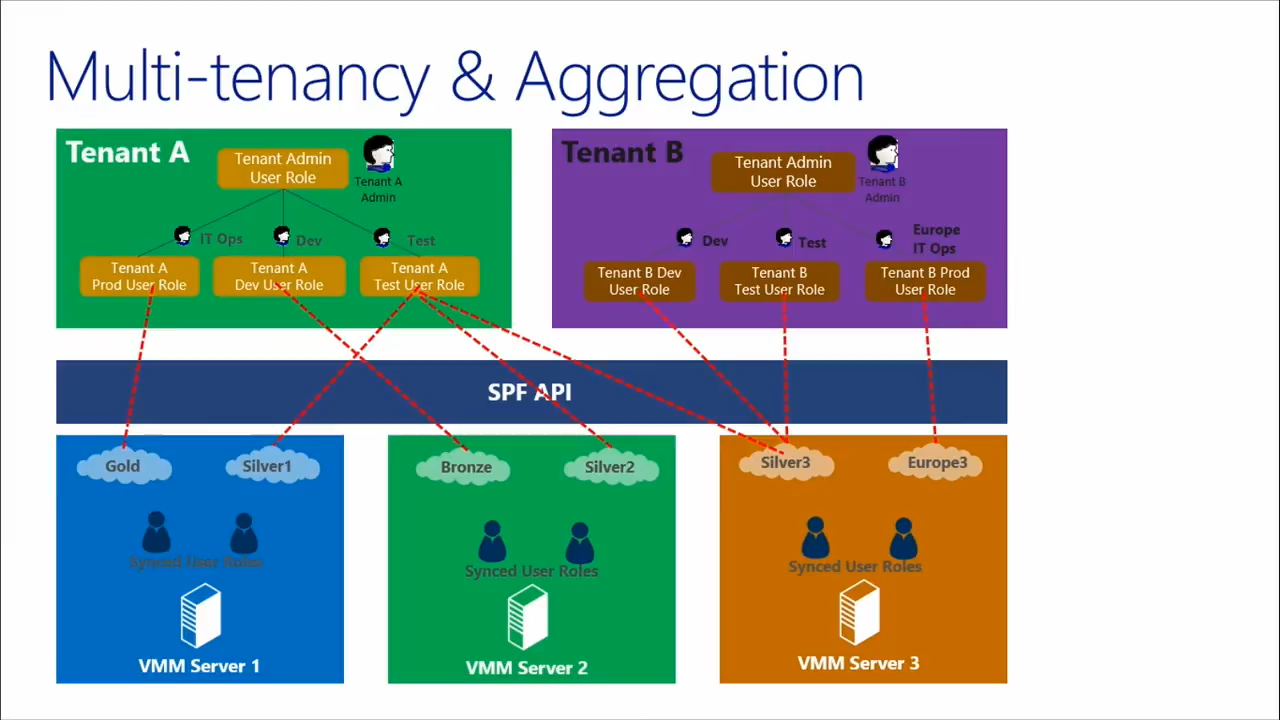 Multi-tenancy & Aggregation
Tenant A
Tenant Admin
User Role
Tenant A
Admin
IT Ops
Dev
Test
Tenant A
Prod User Role
Tenant A
Dev User Role
Tenant A
Test User Role
Tenant B
Tenant Admin
User Role
Tenant B
Admin
Dev
Test
Europe
IT Ops
Tenant B Dev
User Role
Tenant B
Test User Role
Tenant B Prod
User Role
SPF API
Gold
Silver1
Synced User Roles
VMM Server 1
Bronze
Silver2
Synced User Roles
VMM Server 2
Silver3
Europe3
Synced User Roles
VMM Server 3